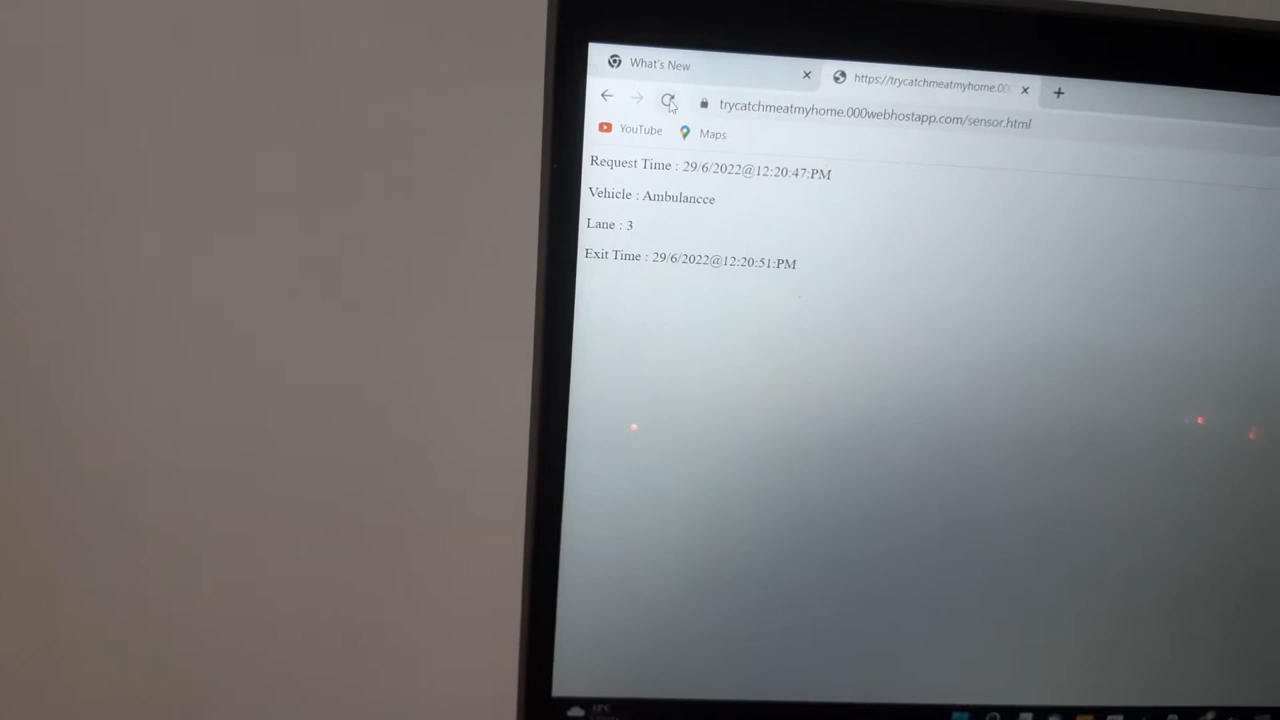 What's New
https://trycatchmeatmyhome.00
trycatchmeatmyhome.000webhostapp.com/sensor.html
YouTube
Maps
Request Time : 29/6/2022@12:20:47:PM
Vehicle : Ambulancce
Lane : 3
Exit Time : 29/6/2022@12:20:51:PM